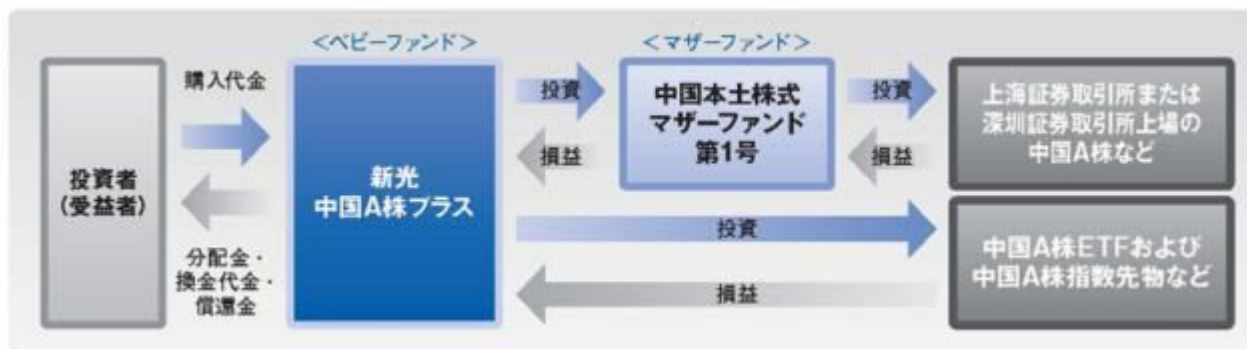 <ベビーファンド>
<マザーファンド>
投資者
(受益者)
購入代金
分配金・
換金代金・
償還金
新光
中国A株プラス
投資
損益
中国本土株式
マザーファンド
第1号
投資
損益
上海証券取引所または
深圳証券取引所上場の
中国A株など
投資
損益
中国A株ETFおよび
中国A株指数先物など